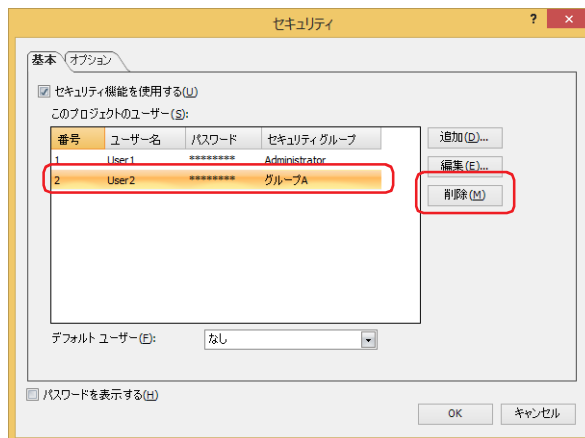 セキュリティ
? ×
基本 オプション
セキュリティ機能を使用する(U)
このプロジェクトのユーザー(S):
番号 ユーザー名 パスワード セキュリティ グループ
1 User1 ******** Administrator
2 User2 ******** グループA
追加(D)...
編集(E)...
削除(M)
デフォルト ユーザー(F): なし
パスワードを表示する(H)
OK キャンセル